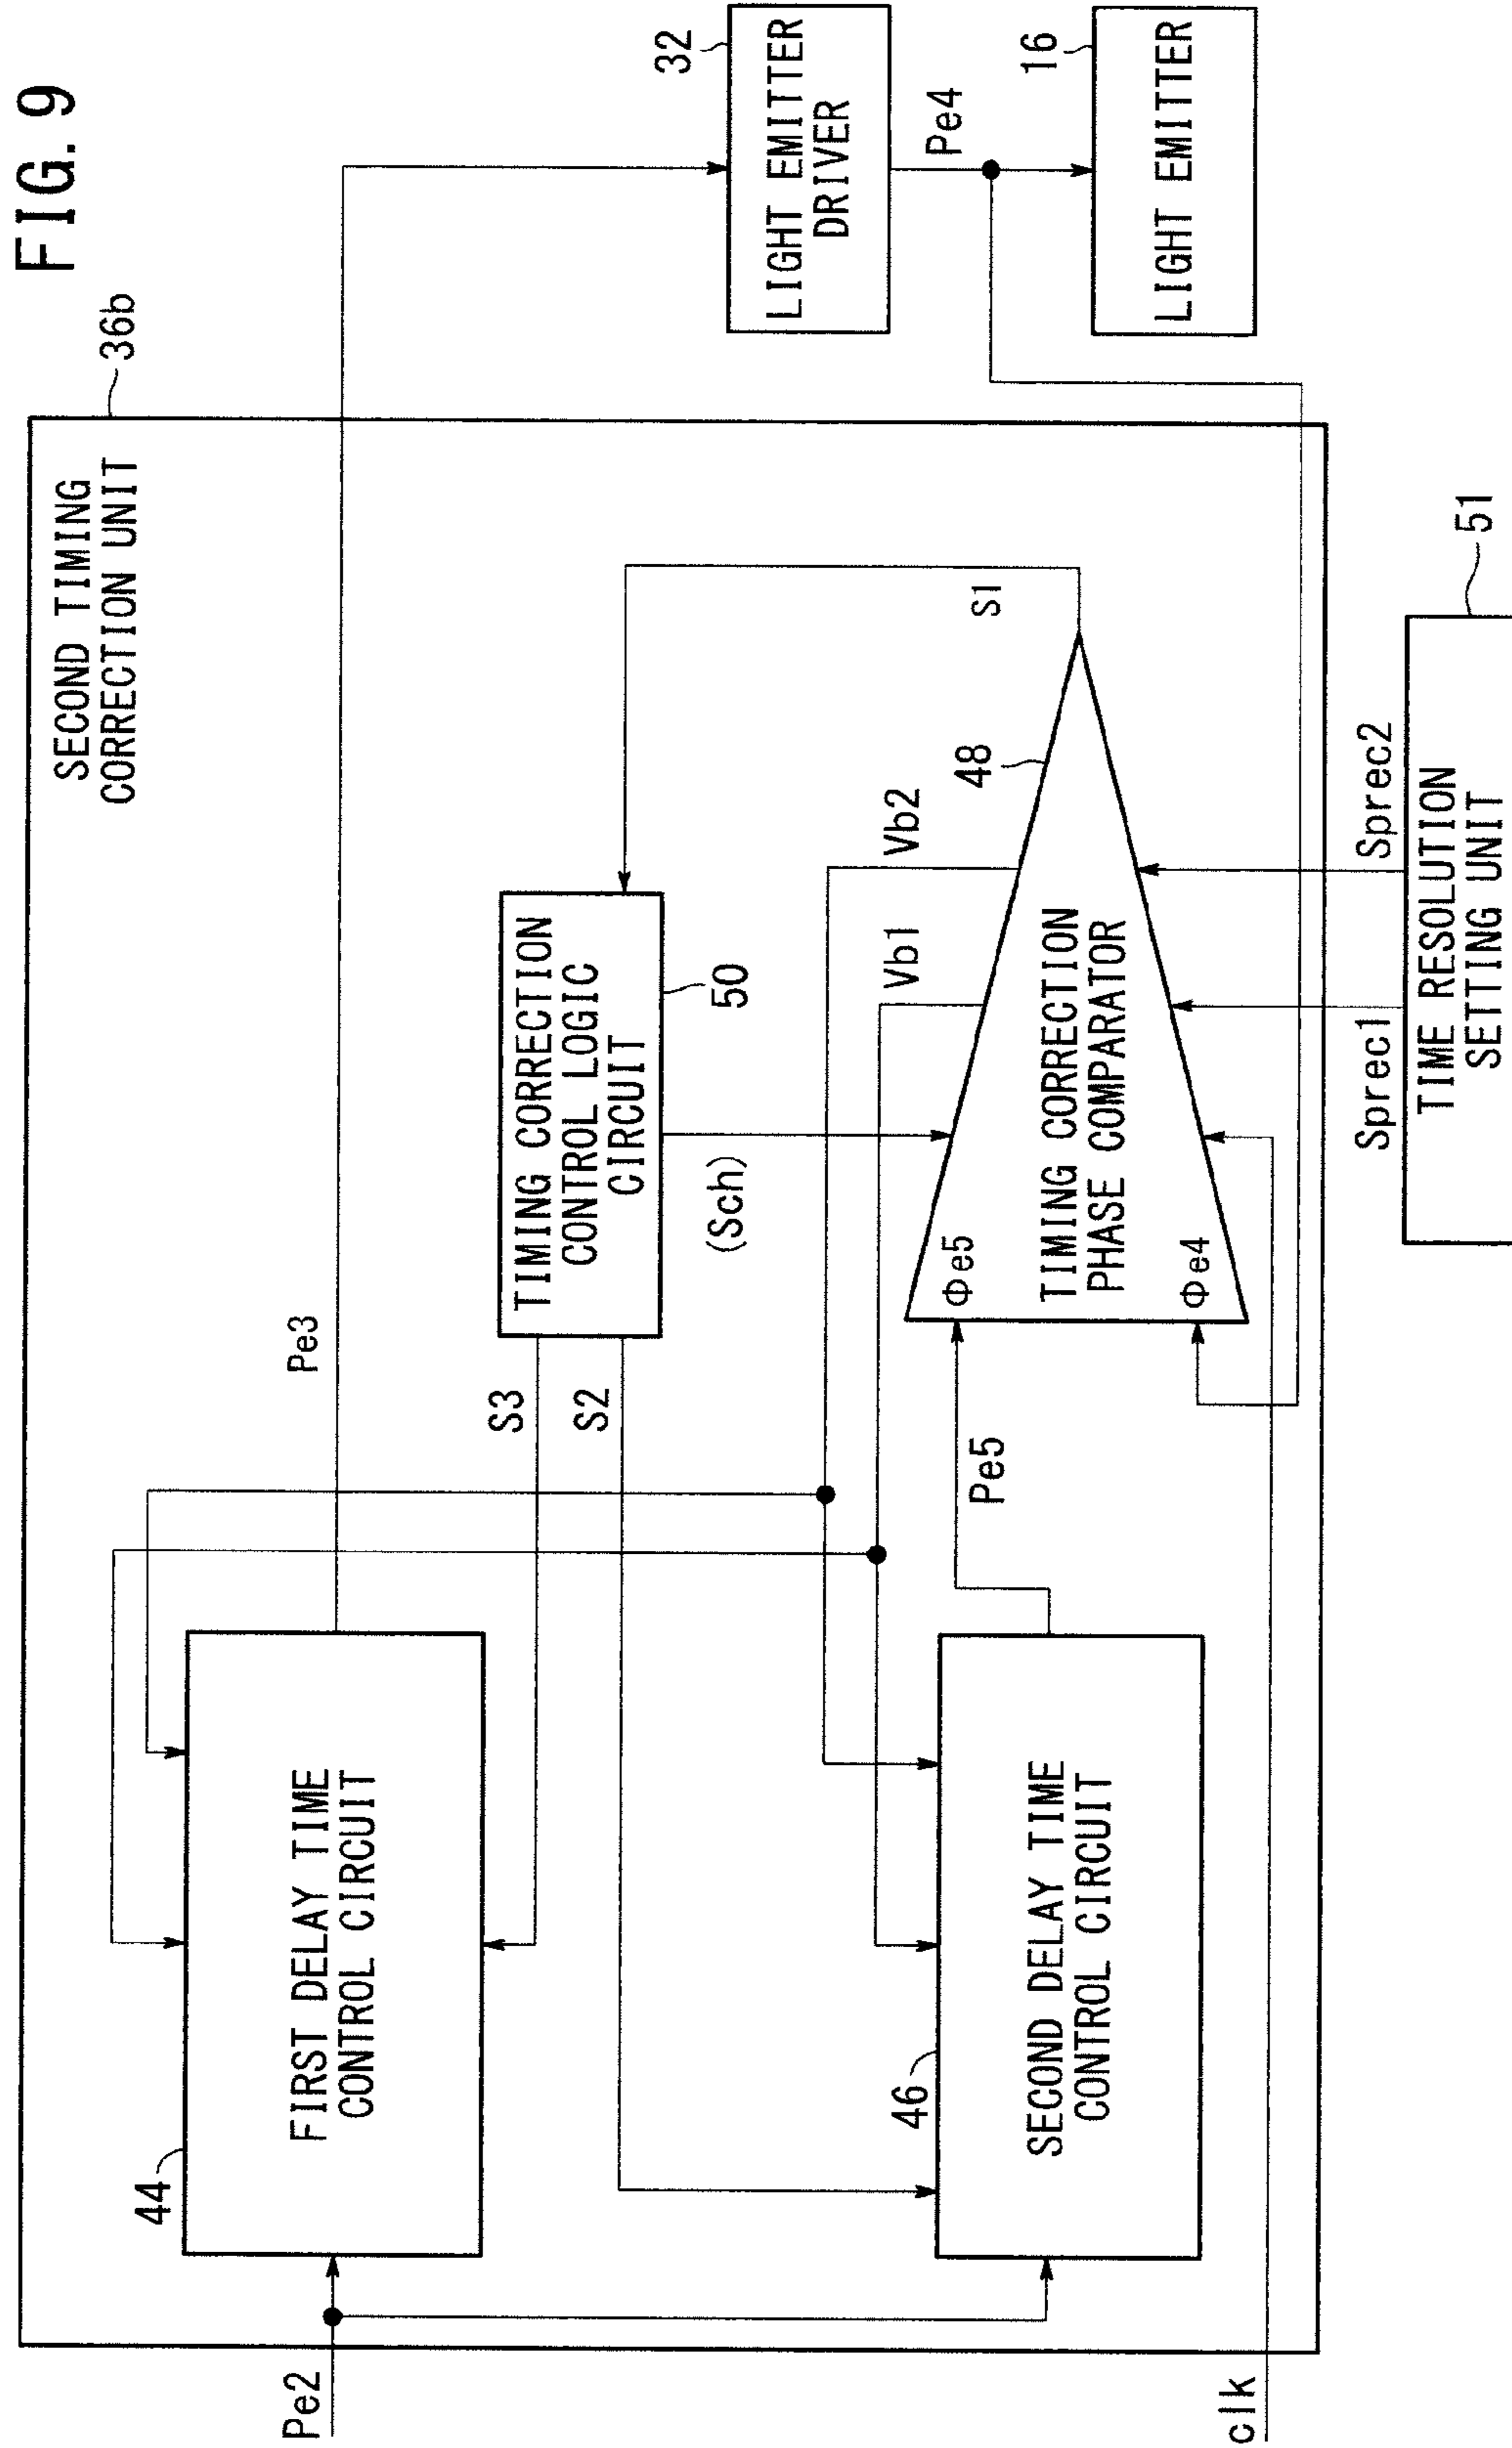 FIG. 9
SECOND TIMING
CORRECTION UNIT
36b
44
FIRST DELAY TIME
CONTROL CIRCUIT
Pe2
Pe3
S3
S2
TIMING CORRECTION
CONTROL LOGIC
CIRCUIT
50
(Sch)
Vb1
Vb2
S1
48
46
SECOND DELAY TIME
CONTROL CIRCUIT
Pe5
Φe5
TIMING CORRECTION
PHASE COMPARATOR
Φe4
clk
Sprec1
Sprec2
TIME RESOLUTION
SETTING UNIT
51
32
LIGHT EMITTER
DRIVER
Pe4
16
LIGHT EMITTER